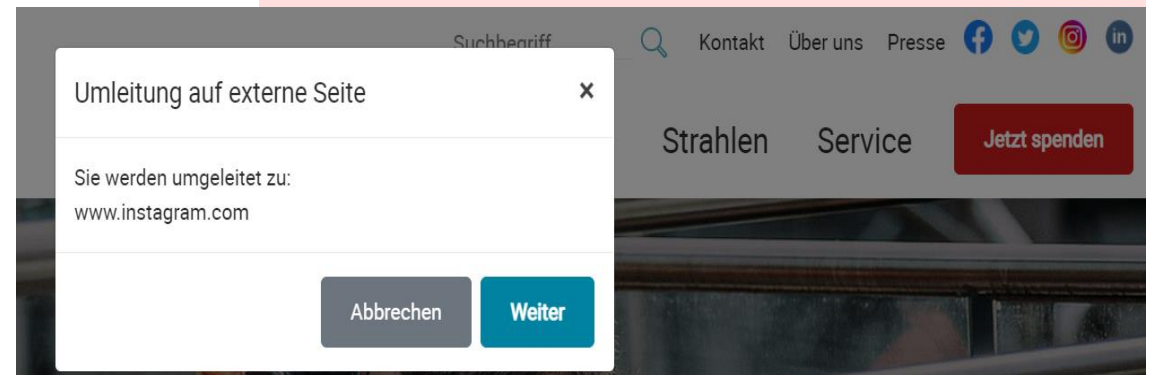 Suchbegriff Kontakt Über uns Presse
Strahlen Service Jetzt spenden
Umleitung auf externe Seite ×
Sie werden umgeleitet zu:
www.instagram.com
Abbrechen Weiter